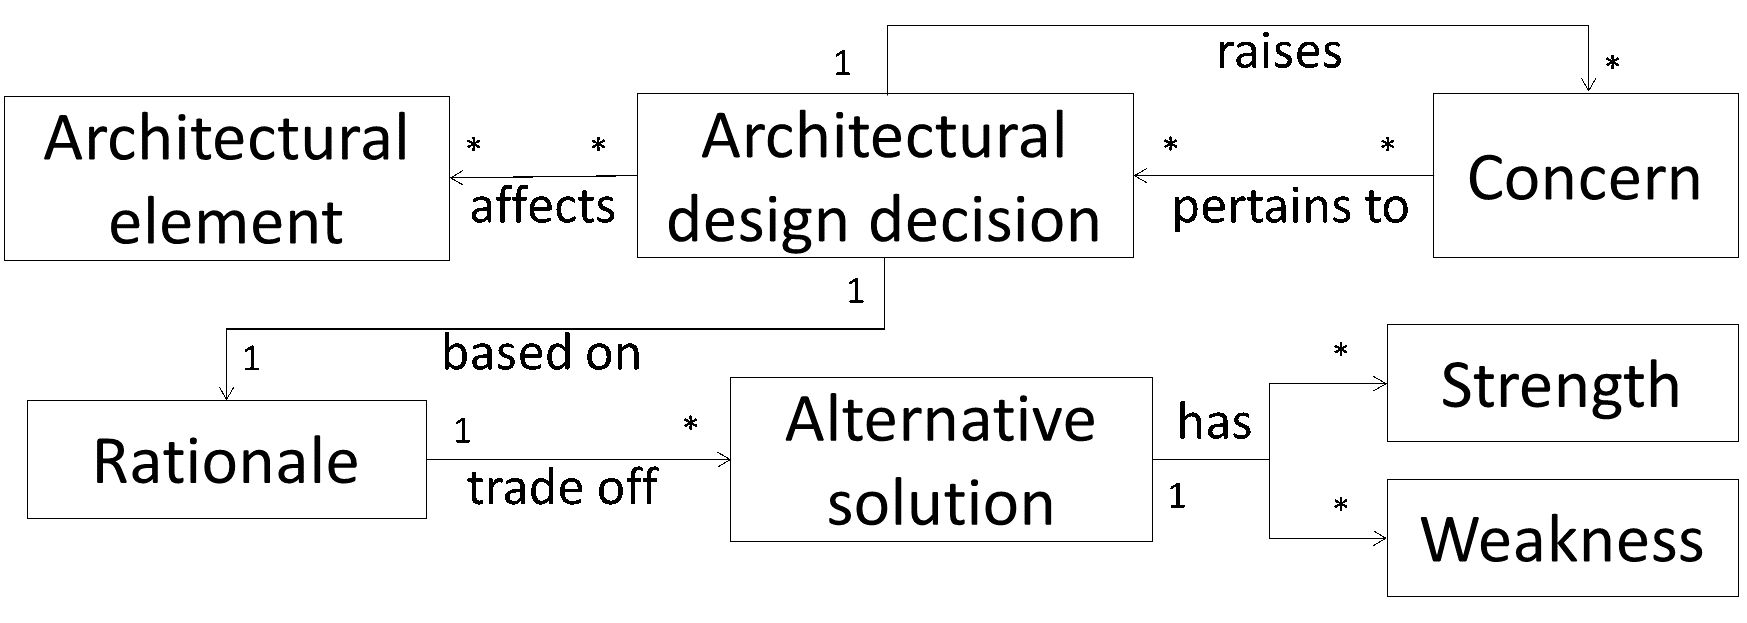 1
raises
*
Architectural
element
*
*
affects
Architectural
design decision
*
*
pertains to
Concern
1
1
based on
Rationale
1
*
trade off
Alternative
solution
has
1
*
Strength
*
Weakness